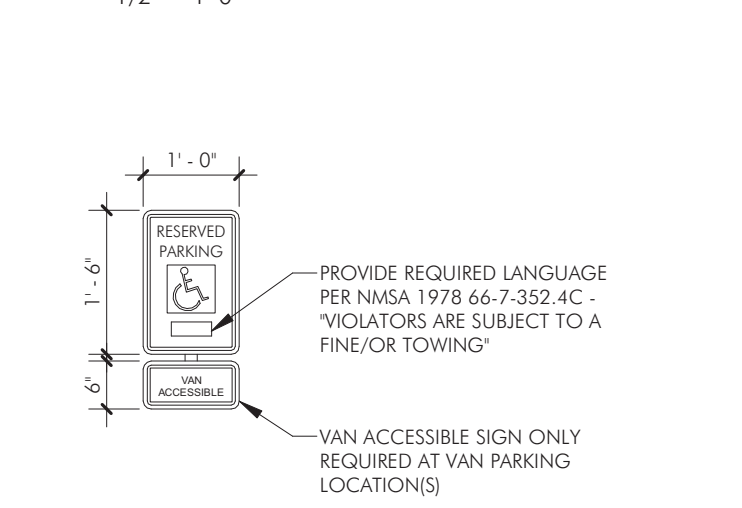 1' - 0"
RESERVED
PARKING
1' - 6"
PROVIDE REQUIRED LANGUAGE
PER NMSA 1978 66-7-352.4C -
"VIOLATORS ARE SUBJECT TO A
FINE/OR TOWING"
6"
VAN
ACCESSIBLE
VAN ACCESSIBLE SIGN ONLY
REQUIRED AT VAN PARKING
LOCATION(S)